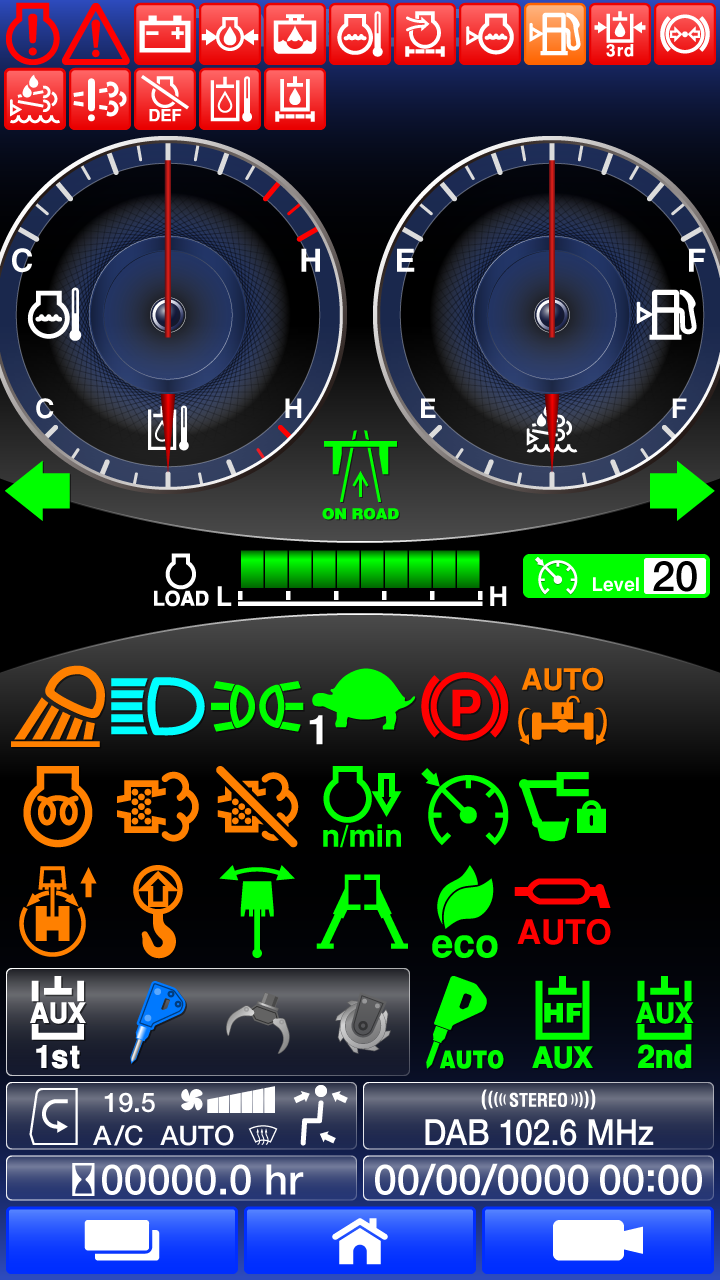 3rd
DEF
C H
E F
C H
E F
ON ROAD
LOAD L H
Level 20
1
P
AUTO
n/min
H
eco
AUTO
AUX
1st
AUTO
HF
AUX
AUX
2nd
19.5
A/C AUTO
STEREO
DAB 102.6 MHz
00000.0 hr
00/00/0000 00:00